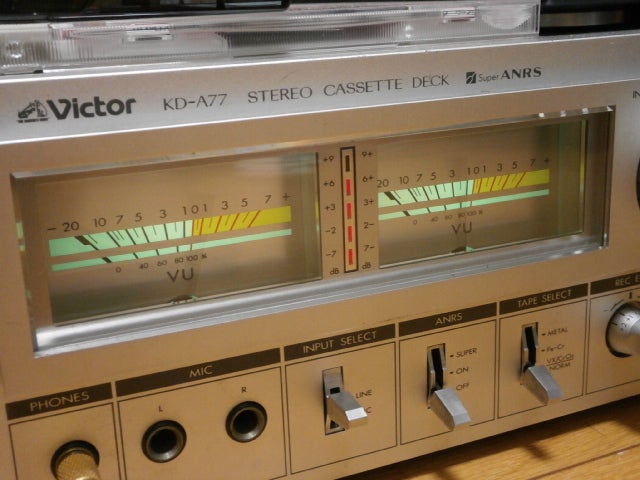 Victor KD-A77 STEREO CASSETTE DECK Super ANRS
- 20 10 7 5 3 1 0 1 3 5 7 +
0 40 60 80 100 %
VU
+9 9+
+6 6+
+3 3+
-2 2-
-7 7-
dB dB
20 10 7 5 3 1 0 1 3 5 7 +
0 40 60 80 100 %
VU
PHONES
MIC
L R
INPUT SELECT
LINE
ANRS
SUPER
ON
OFF
TAPE SELECT
METAL
Fe-Cr
NORM
REC